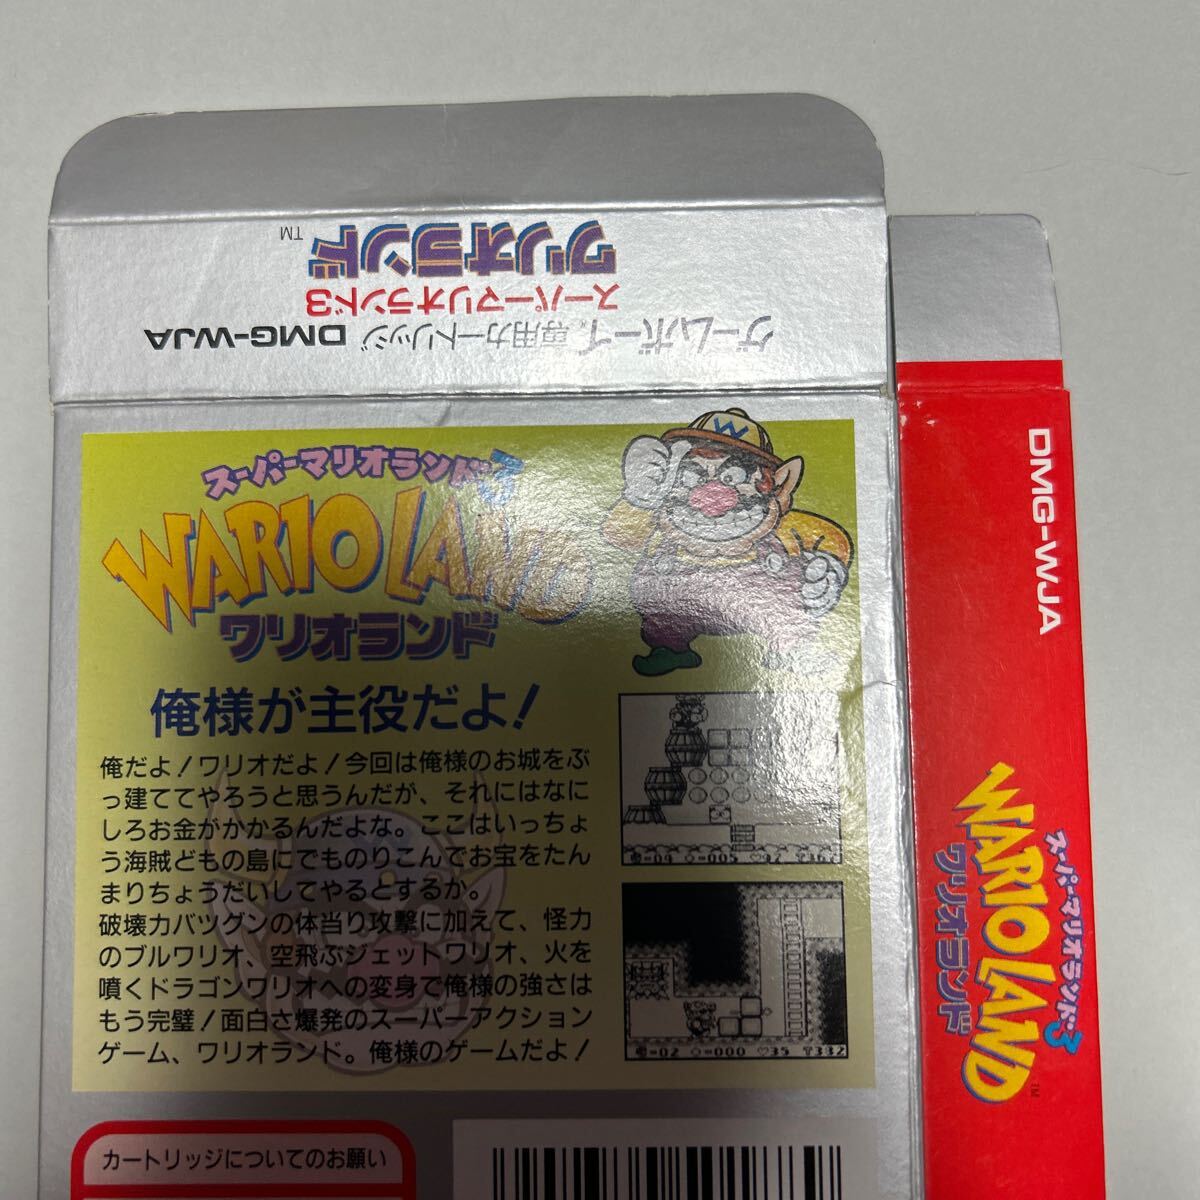 ゲームボーイ専用カートリッジ DMG-WJA
スーパーマリオランド3
ワリオランド™
スーパーマリオランド3
WARIO LAND
ワリオランド
俺様が主役だよ!
俺だよ!ワリオだよ!今回は俺様のお城をぶ
っ建ててやろうと思うんだが、それにはなに
しろお金がかかるんだよな。ここはいっちょ
う海賊どもの島にでものりこんでお宝をたん
まりちょうだいしてやるとするか。
破壊力バツグンの体当り攻撃に加えて、怪力
のブルワリオ、空飛ぶジェットワリオ、火を
噴くドラゴンワリオへの変身で俺様の強さは
もう完璧!面白さ爆発のスーパーアクション
ゲーム、ワリオランド。俺様のゲームだよ!
W
=04 =005 ♡47 367
=02 =000 ♡35 332
カートリッジについてのお願い
DMG-WJA
スーパーマリオランド3
WARIO LAND™
ワリオランド